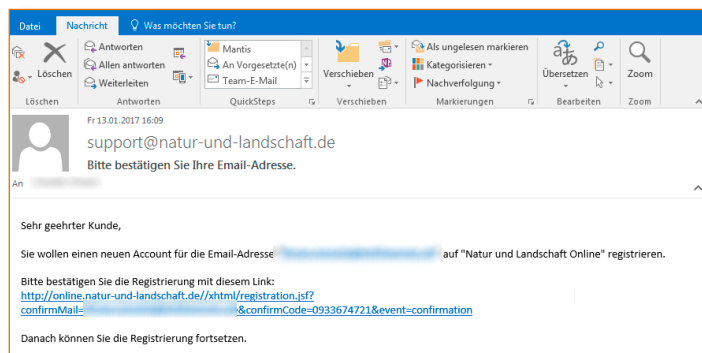 Datei Nachricht Was möchten Sie tun?
Löschen
Antworten
Allen antworten
Weiterleiten
Mantis
An Vorgesetzte(n)
Team-E-Mail
Verschieben
Als ungelesen markieren
Kategorisieren
Nachverfolgung
Übersetzen
Zoom
Löschen Antworten QuickSteps Verschieben Markierungen Bearbeiten Zoom
Fr 13.01.2017 16:09
support@natur-und-landschaft.de
Bitte bestätigen Sie Ihre Email-Adresse.
An
Sehr geehrter Kunde,
Sie wollen einen neuen Account für die Email-Adresse auf "Natur und Landschaft Online" registrieren.
Bitte bestätigen Sie die Registrierung mit diesem Link:
http://online.natur-und-landschaft.de//xhtml/registration.jsf?
confirmMail= &confirmCode=0933674721&event=confirmation
Danach können Sie die Registrierung fortsetzen.